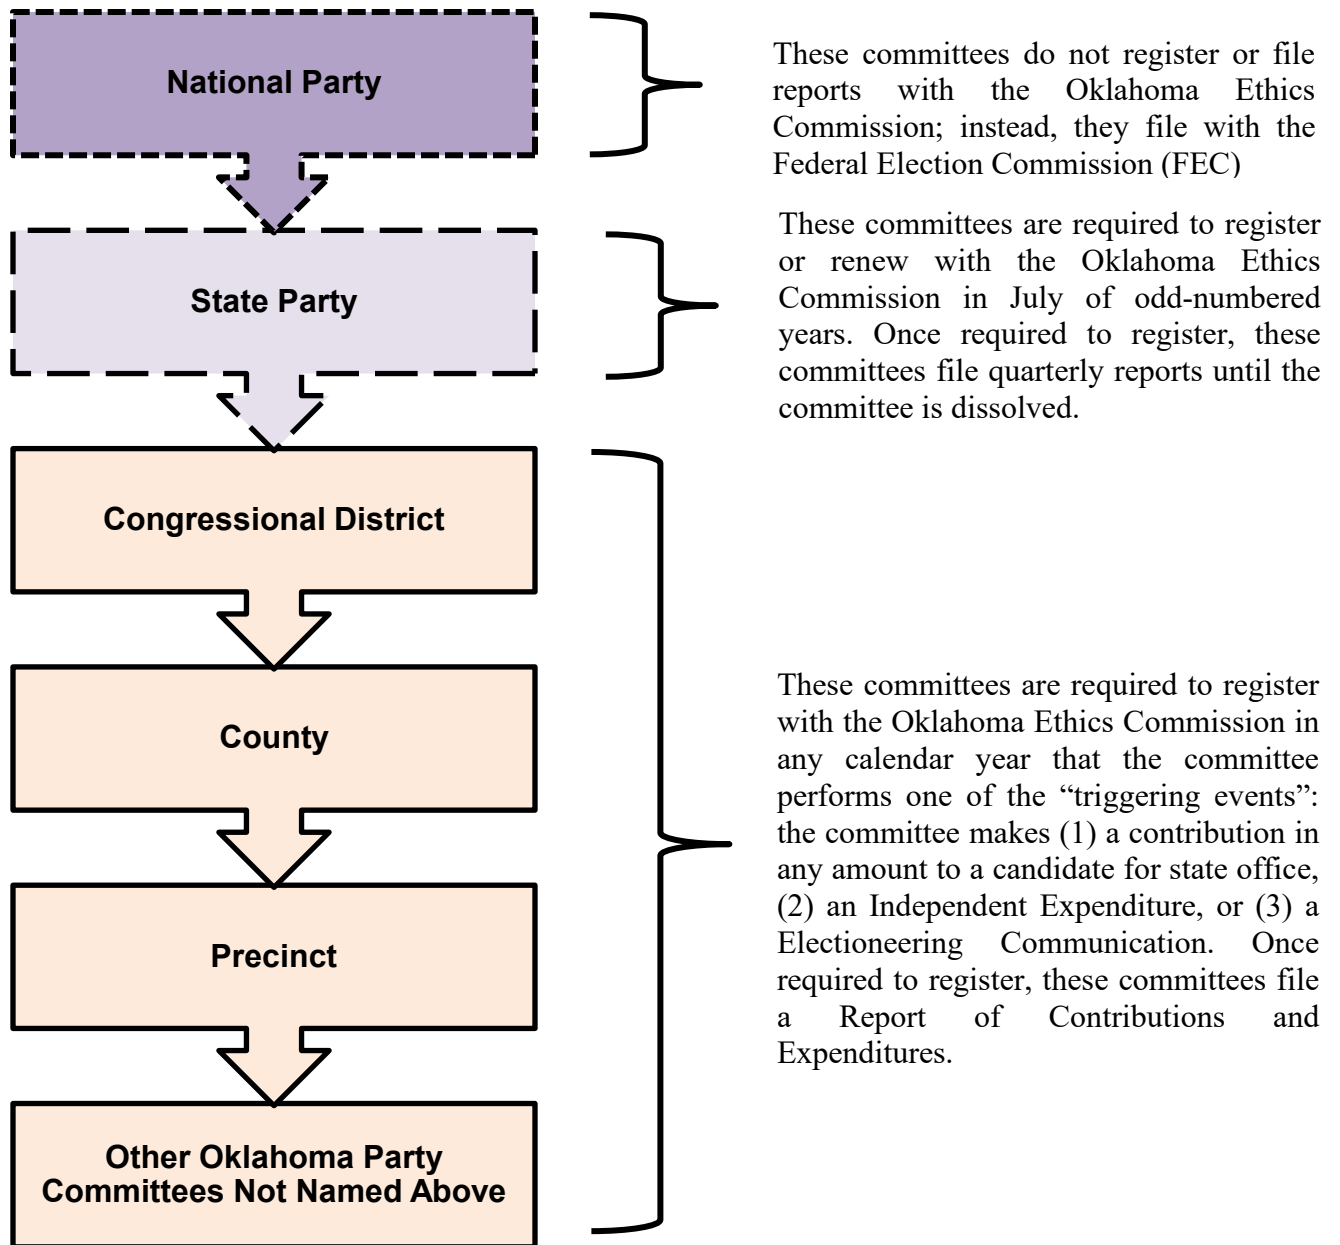 National Party
These committees do not register or file
reports with the Oklahoma Ethics
Commission; instead, they file with the
Federal Election Commission (FEC)
State Party
These committees are required to register
or renew with the Oklahoma Ethics
Commission in July of odd-numbered
years. Once required to register, these
committees file quarterly reports until the
committee is dissolved.
Congressional District
County
Precinct
Other Oklahoma Party
Committees Not Named Above
These committees are required to register
with the Oklahoma Ethics Commission in
any calendar year that the committee
performs one of the “triggering events”:
the committee makes (1) a contribution in
any amount to a candidate for state office,
(2) an Independent Expenditure, or (3) a
Electioneering Communication. Once
required to register, these committees file
a Report of Contributions and
Expenditures.